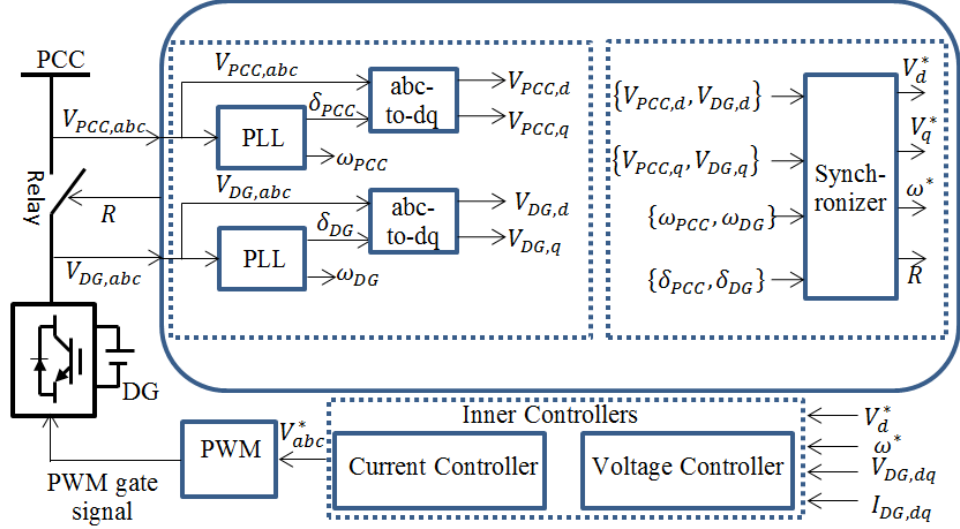 PCC
V_{PCC,abc}
Relay
R
V_{DG,abc}
DG
V_{PCC,abc}
PLL
δ_{PCC}
ω_{PCC}
abc-
to-dq
V_{PCC,d}
V_{PCC,q}
V_{DG,abc}
PLL
δ_{DG}
ω_{DG}
abc-
to-dq
V_{DG,d}
V_{DG,q}
{V_{PCC,d}, V_{DG,d}}
{V_{PCC,q}, V_{DG,q}}
{ω_{PCC}, ω_{DG}}
{δ_{PCC}, δ_{DG}}
Synch-
ronizer
V_d^*
V_q^*
ω^*
R
Inner Controllers
Current Controller
Voltage Controller
V_d^*
ω^*
V_{DG,dq}
I_{DG,dq}
V_{abc}^*
PWM
PWM gate
signal